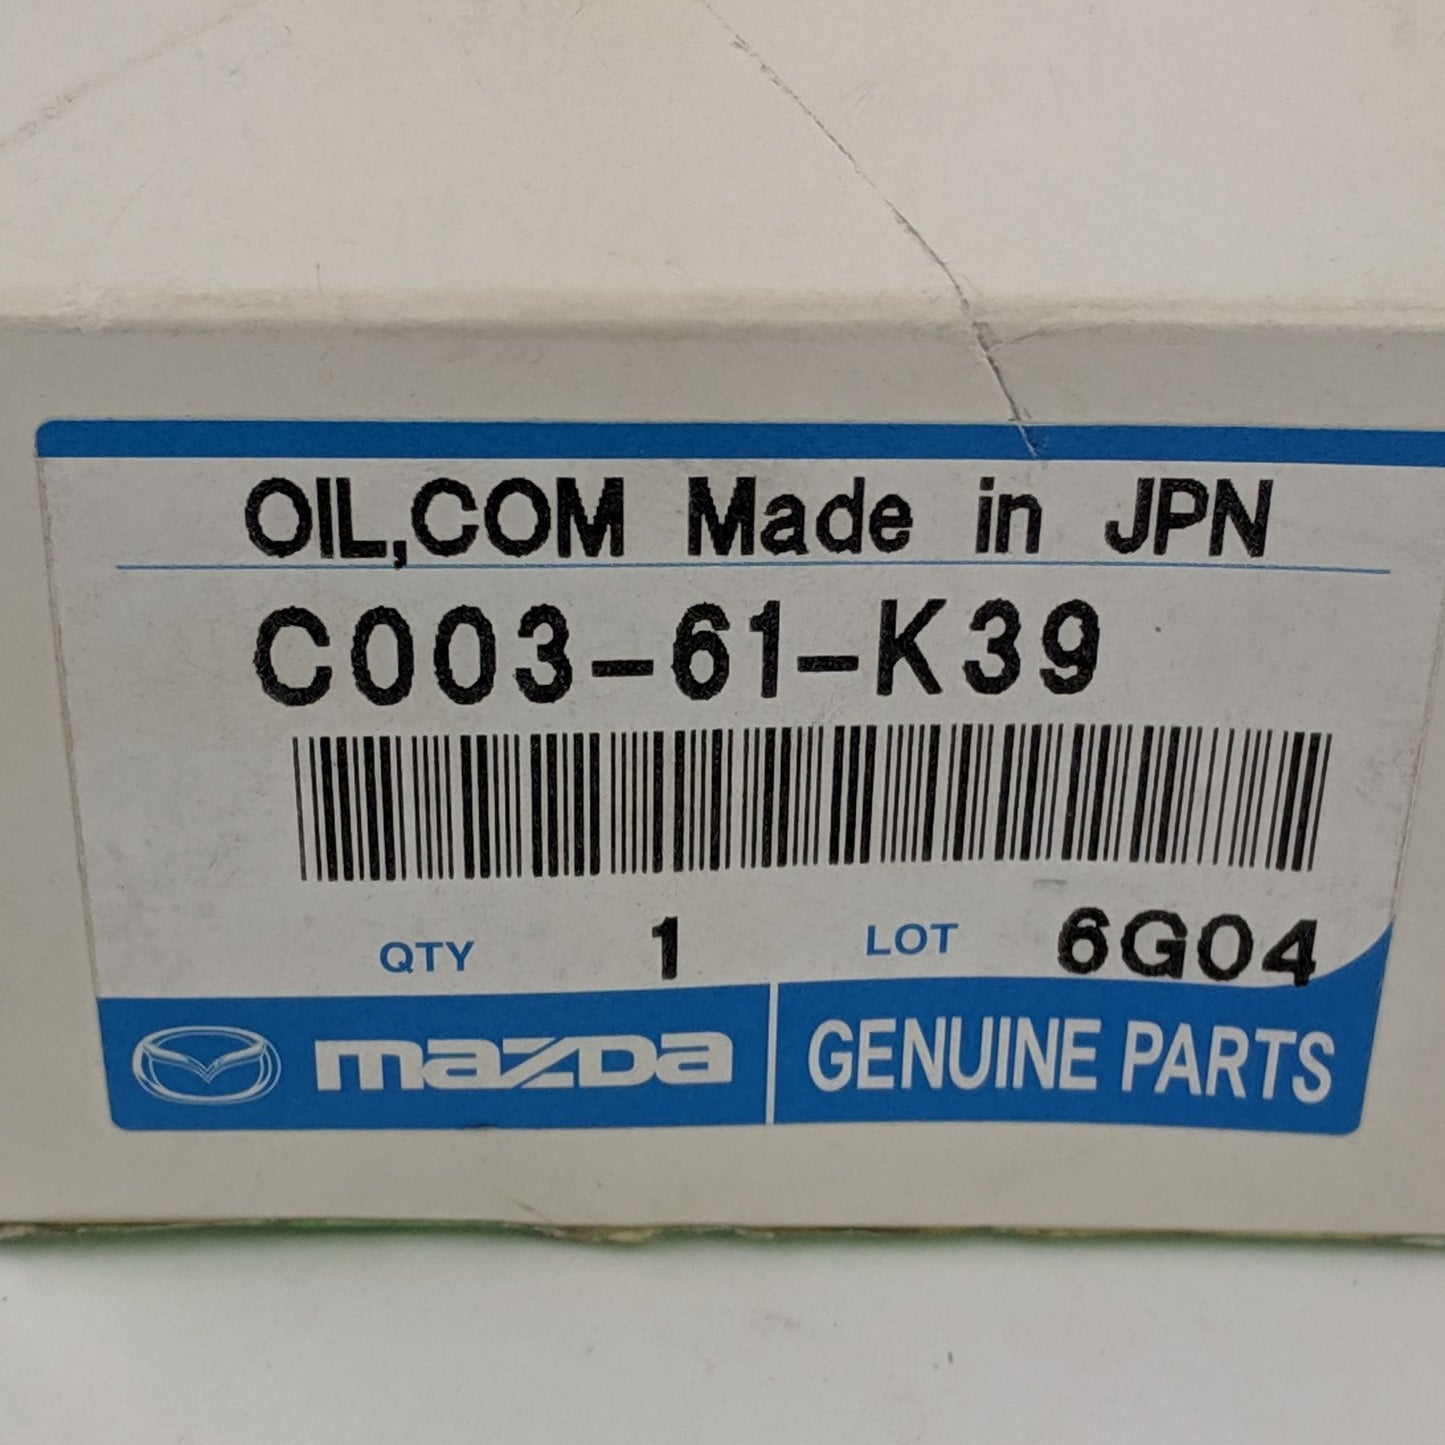 OIL,COM Made in JPN
C003-61-K39
QTY 1 LOT 6G04
mazda GENUINE PARTS